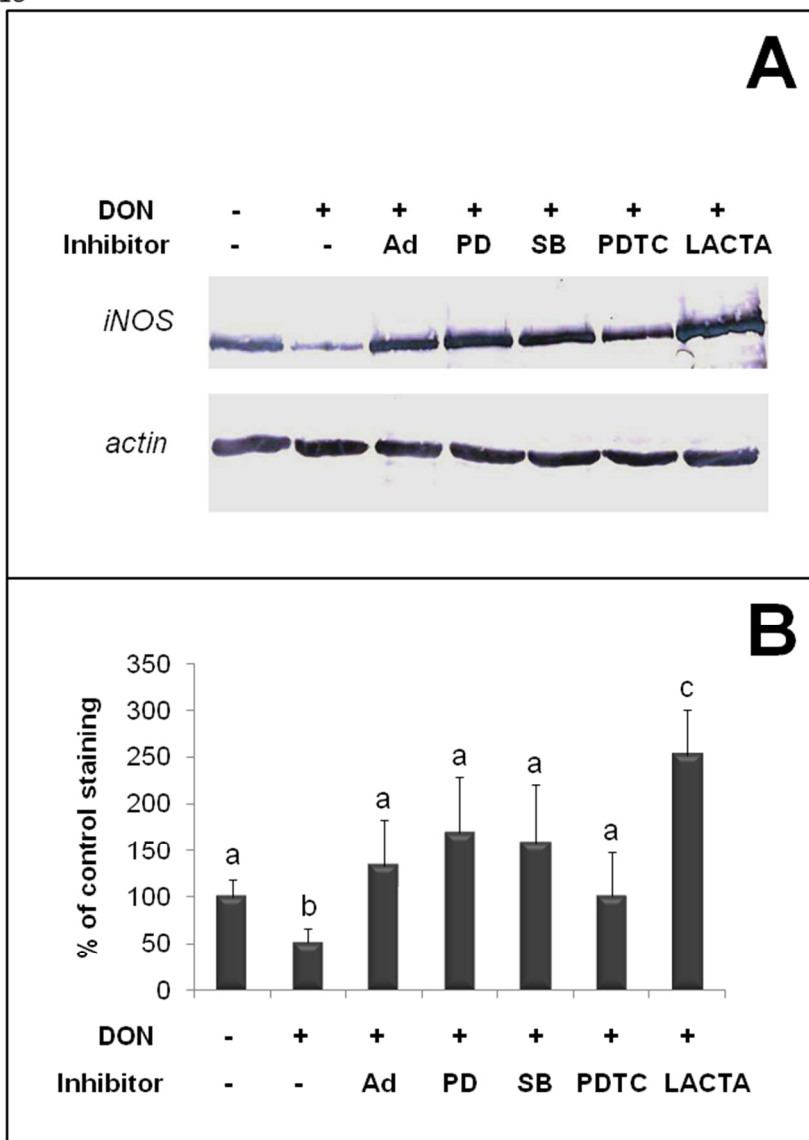 A
DON - + + + + + +
Inhibitor - - Ad PD SB PDTC LACTA
iNOS
actin
B
350
300
250
200
150
100
50
0
% of control staining
a b a a a a c
DON - + + + + + +
Inhibitor - - Ad PD SB PDTC LACTA